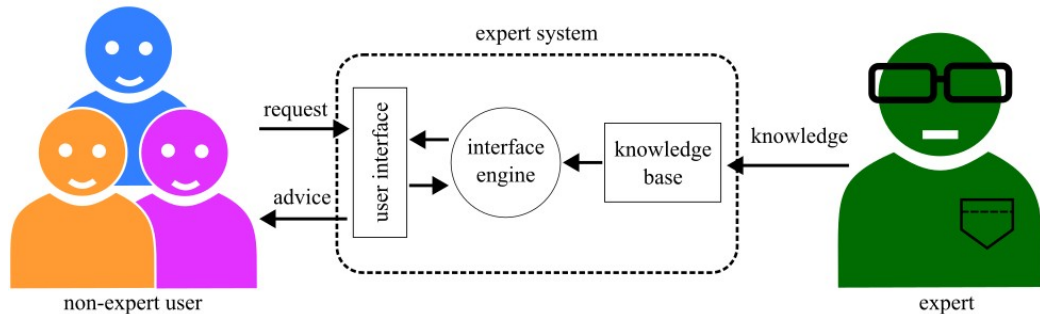 expert system
request
advice
user interface
interface
engine
knowledge
base
knowledge
non-expert user
expert